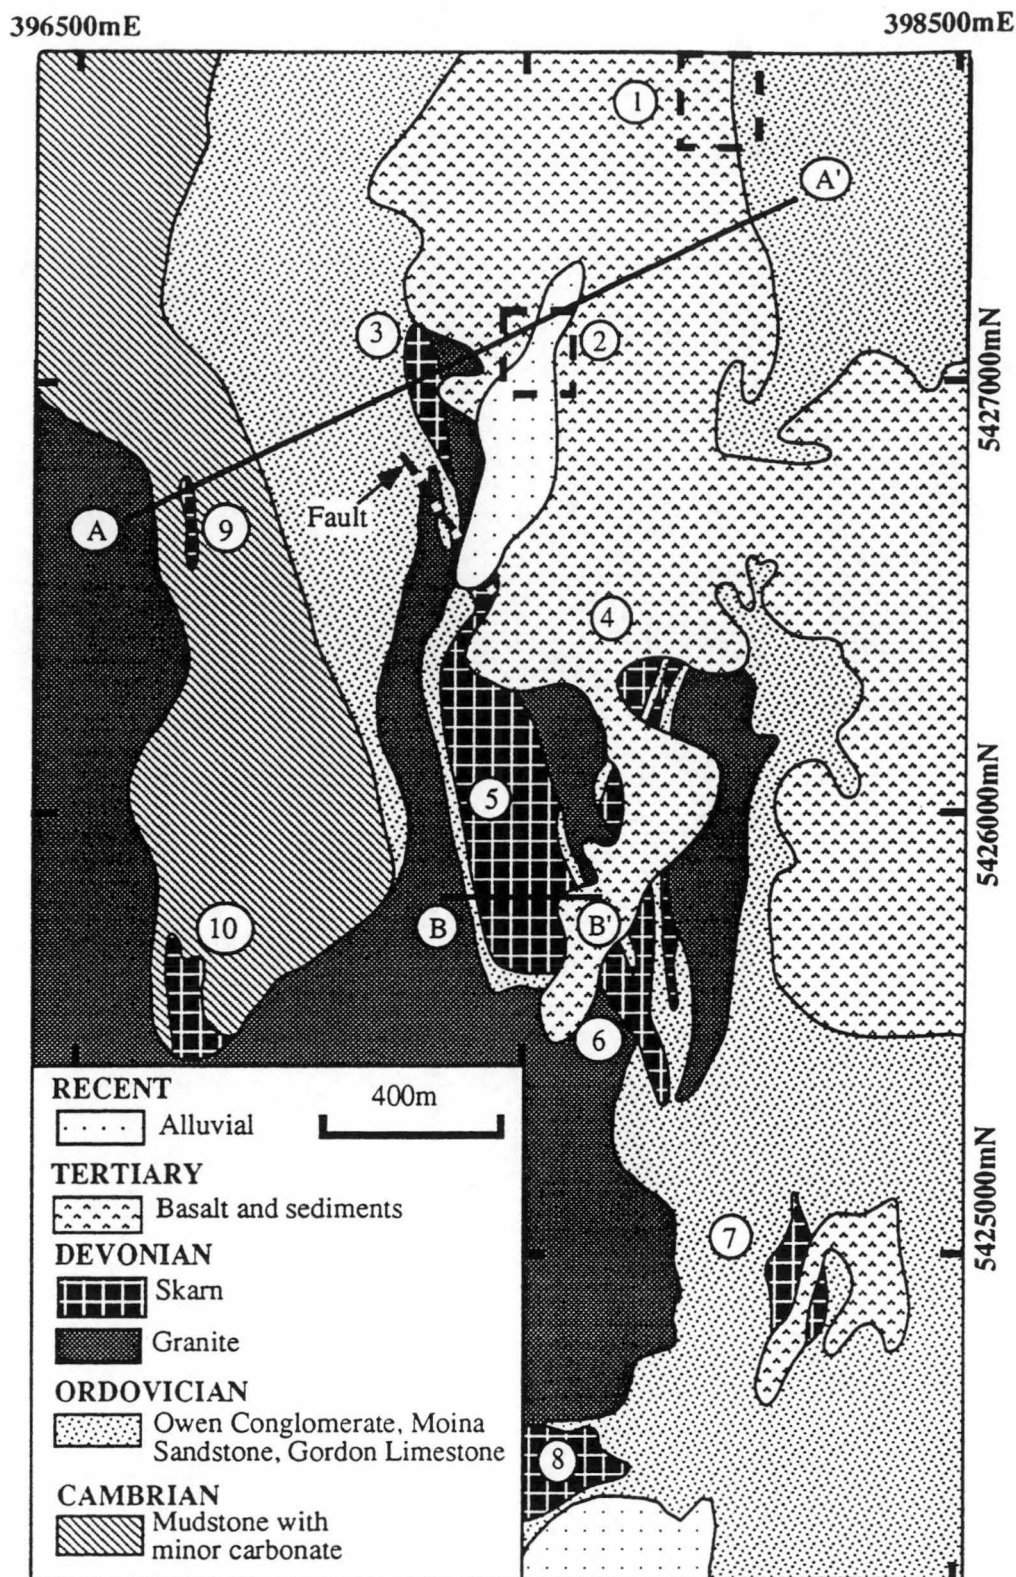 396500mE
398500mE
1
A'
3
2
5427000mN
A
9
Fault
4
5
5426000mN
10
B
B'
6
RECENT
400m
Alluvial
TERTIARY
Basalt and sediments
7
5425000mN
DEVONIAN
Skarn
Granite
ORDOVICIAN
Owen Conglomerate, Moina
Sandstone, Gordon Limestone
8
CAMBRIAN
Mudstone with
minor carbonate